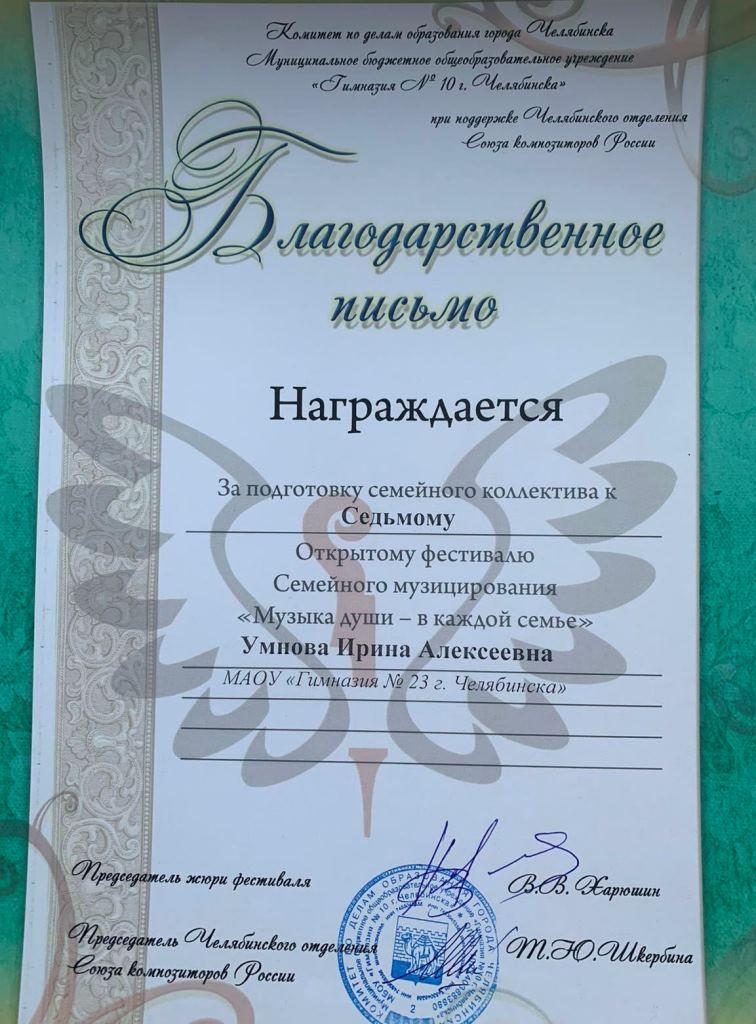 Комитет по делам образования города Челябинска
Муниципальное бюджетное общеобразовательное учреждение
«Гимназия № 10 г. Челябинска»
при поддержке Челябинского отделения
Союза композиторов России
Благодарственное
письмо
Награждается
За подготовку семейного коллектива к
Седьмому
Открытому фестивалю
Семейного музицирования
«Музыка души – в каждой семье»
Умнова Ирина Алексеевна
МАОУ «Гимназия № 23 г. Челябинска»
Председатель жюри фестиваля
В.В. Харюшин
Председатель Челябинского отделения
Союза композиторов России
Т.Ю.Шкербина